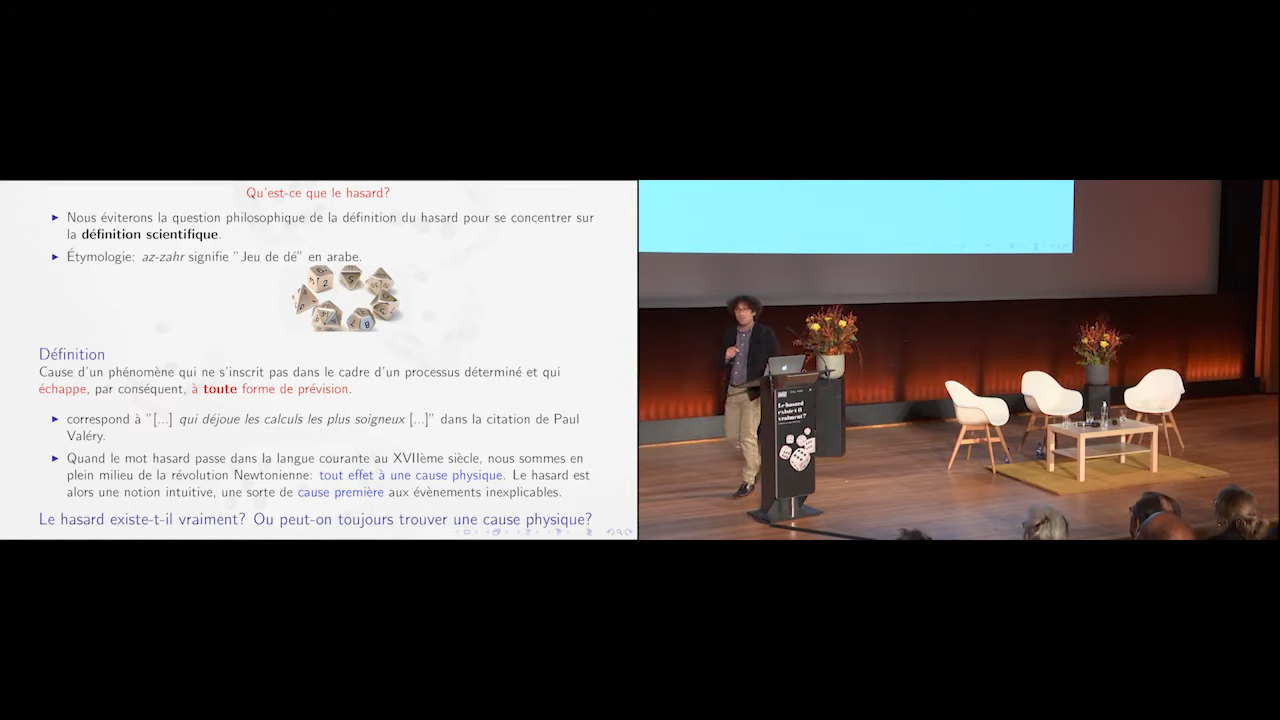 Qu'est-ce que le hasard?
Nous éviterons la question philosophique de la définition du hasard pour se concentrer sur
la définition scientifique.
Étymologie: az-zahr signifie "Jeu de dé" en arabe.
Définition
Cause d'un phénomène qui ne s'inscrit pas dans le cadre d'un processus déterminé et qui
échappe, par conséquent, à toute forme de prévision.
correspond à "[...] qui déjoue les calculs les plus soigneux [...]" dans la citation de Paul
Valéry.
Quand le mot hasard passe dans la langue courante au XVIIème siècle, nous sommes en
plein milieu de la révolution Newtonienne: tout effet à une cause physique. Le hasard est
alors une notion intuitive, une sorte de cause première aux évènements inexplicables.
Le hasard existe-t-il vraiment? Ou peut-on toujours trouver une cause physique?
Le hasard
existe-t-il
vraiment?